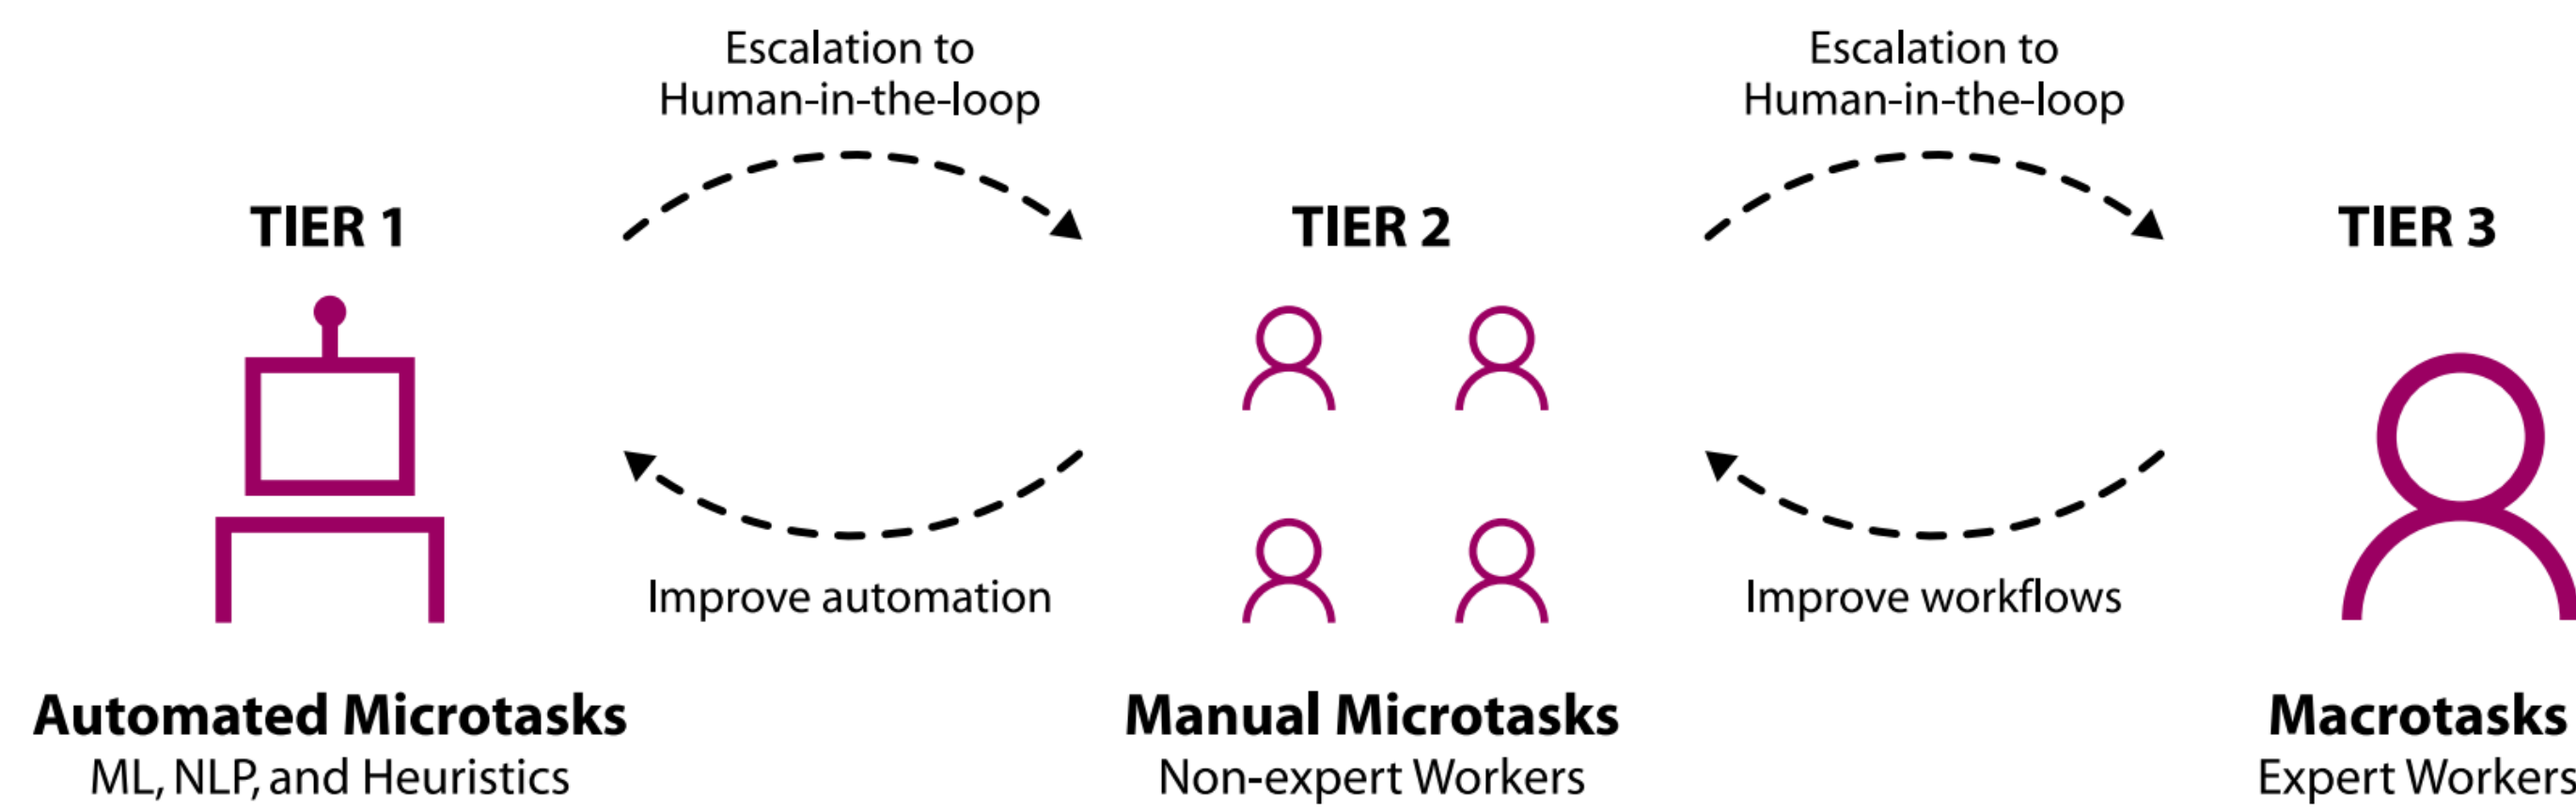 Escalation to
Human-in-the-loop
Escalation to
Human-in-the-loop
TIER 1
TIER 2
TIER 3
Improve automation
Improve workflows
Automated Microtasks
ML, NLP, and Heuristics
Manual Microtasks
Non-expert Workers
Macrotasks
Expert Workers